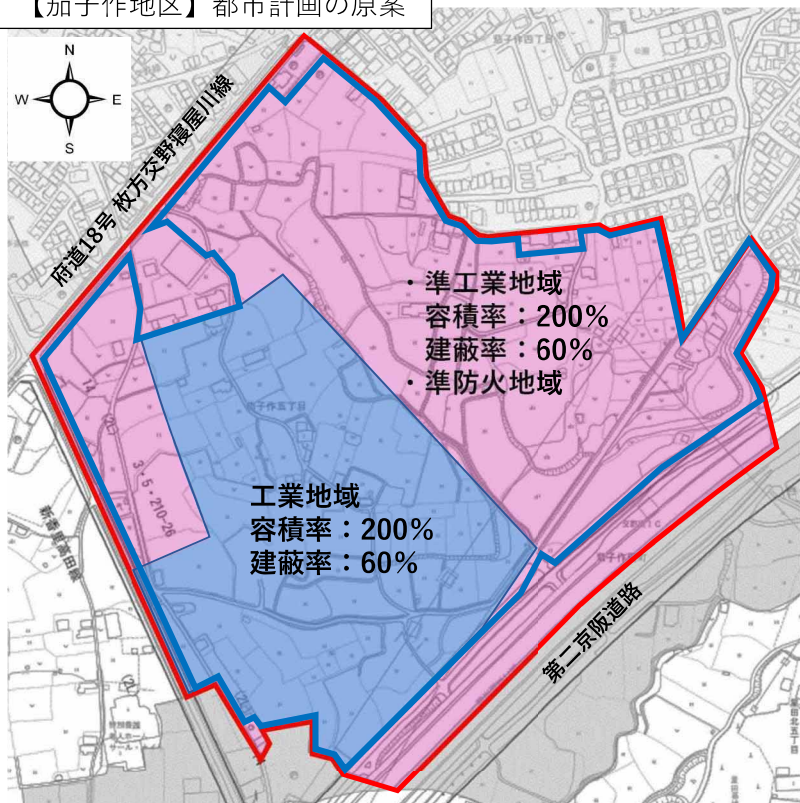 【茄子作地区】都市計画の原案
N
W
E
S
府道18号 枚方交野寝屋川線
・準工業地域
容積率：200%
建蔽率：60%
・準防火地域
工業地域
容積率：200%
建蔽率：60%
3・5・210-26
第二京阪道路